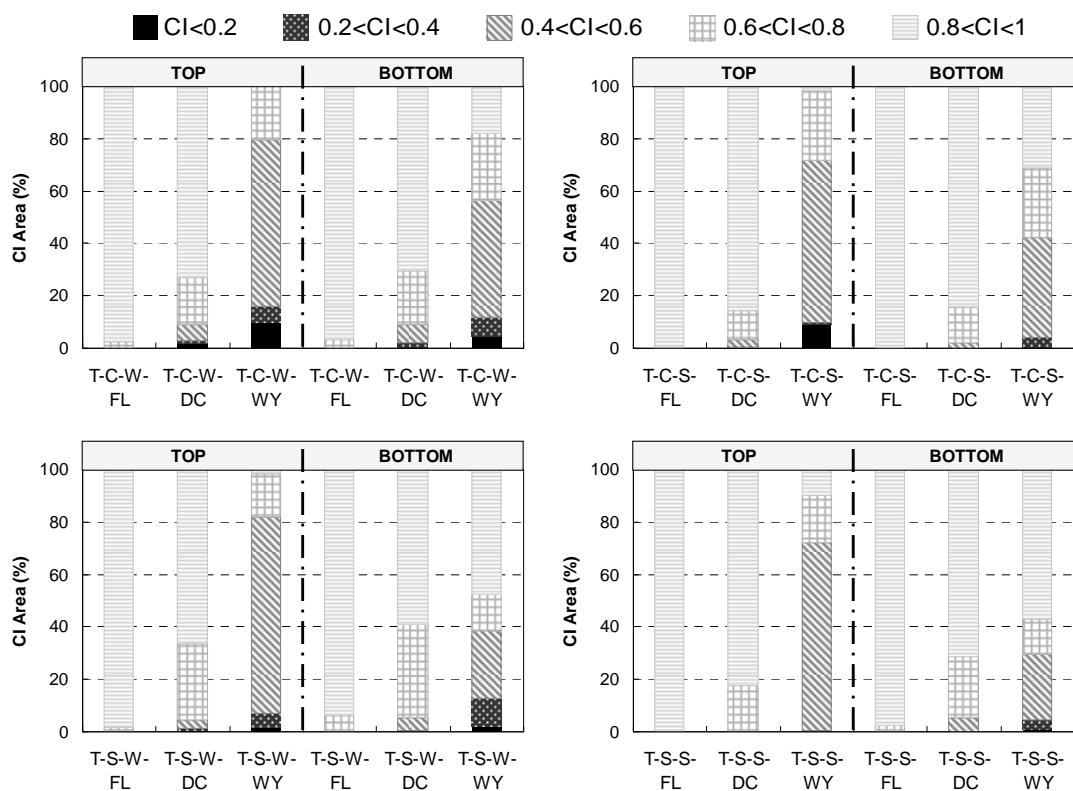 CI<0.2 0.2<CI<0.4 0.4<CI<0.6 0.6<CI<0.8 0.8<CI<1
TOP BOTTOM
CI Area (%)
100
80
60
40
20
0
T-C-W- T-C-W- T-C-W- T-C-W- T-C-W- T-C-W-
FL DC WY FL DC WY
TOP BOTTOM
CI Area (%)
100
80
60
40
20
0
T-C-S- T-C-S- T-C-S- T-C-S- T-C-S- T-C-S-
FL DC WY FL DC WY
TOP BOTTOM
CI Area (%)
100
80
60
40
20
0
T-S-W- T-S-W- T-S-W- T-S-W- T-S-W- T-S-W-
FL DC WY FL DC WY
TOP BOTTOM
CI Area (%)
100
80
60
40
20
0
T-S-S- T-S-S- T-S-S- T-S-S- T-S-S- T-S-S-
FL DC WY FL DC WY